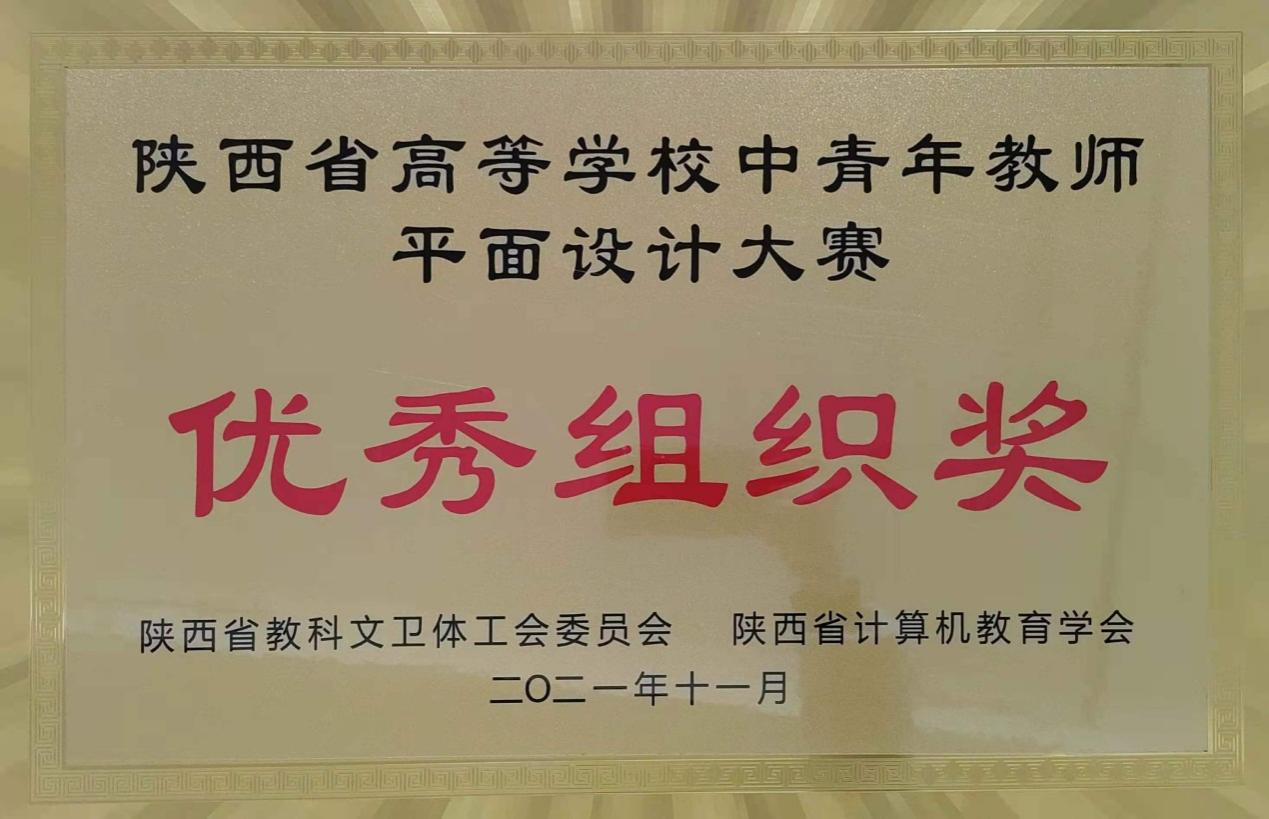 陕西省高等学校中青年教师
平面设计大赛
优秀组织奖
陕西省教科文卫体工会委员会 陕西省计算机教育学会
二〇二一年十一月